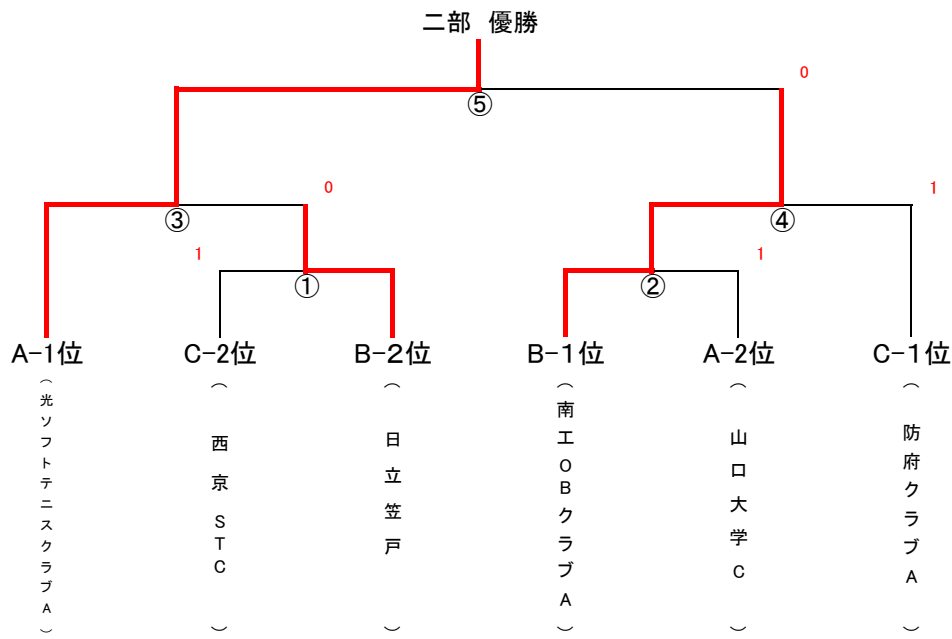 二部 優勝
0
⑤
0
1
③
④
1
1
①
②
A-1位
C-2位
B-2位
B-1位
A-2位
C-1位
(光ソフトテニスクラブA)
(西京STC)
(日立笠戸)
(南工OBクラブA)
(山口大学C)
(防府クラブA)